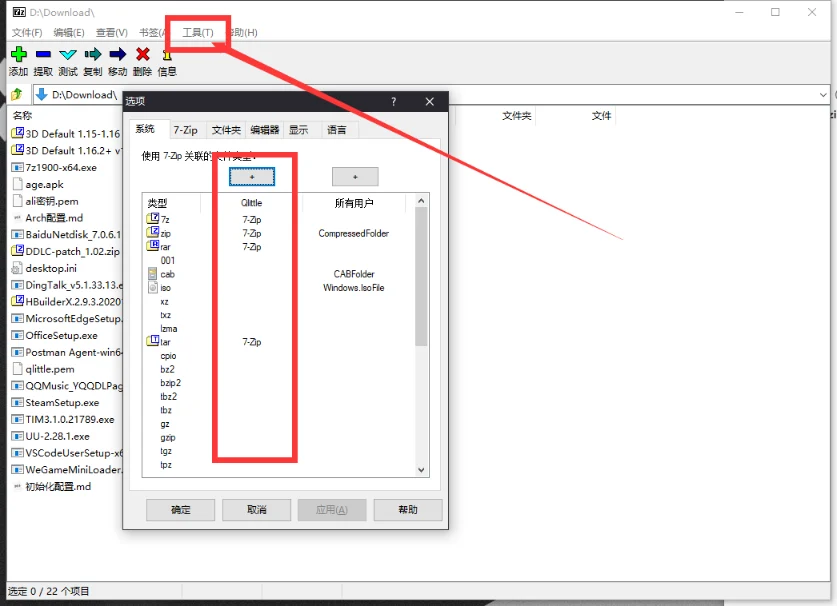 7z D:\Download\
文件(F) 编辑(E) 查看(V) 书签(A) 工具(T) 帮助(H)
添加 提取 测试 复制 移动 删除 信息
D:\Download\
名称 文件夹 文件
3D Default 1.15-1.16
3D Default 1.16.2+ v
7z1900-x64.exe
age.apk
ali密钥.pem
Arch配置.md
BaiduNetdisk_7.0.6.1
DDLC-patch_1.02.zip
desktop.ini
DingTalk_v5.1.33.13.e
HBuilderX.2.9.3.2020
MicrosoftEdgeSetup.
OfficeSetup.exe
Postman Agent-win64
qlittle.pem
QQMusic_YQQDLPag
SteamSetup.exe
TIM3.1.0.21789.exe
UU-2.28.1.exe
VSCodeUserSetup-x6
WeGameMiniLoader.
初始化配置.md
选项 ?
系统 7-Zip 文件夹 编辑器 显示 语言
使用 7-Zip 关联的文件类型:
+ +
类型 Qlittle 所有用户
7z 7-Zip
zip 7-Zip CompressedFolder
rar 7-Zip
001
cab CABFolder
iso Windows.IsoFile
xz
txz
lzma
tar 7-Zip
cpio
bz2
bzip2
tbz2
tbz
gz
gzip
tgz
tpz
确定 取消 应用(A) 帮助
选定 0 / 22 个项目